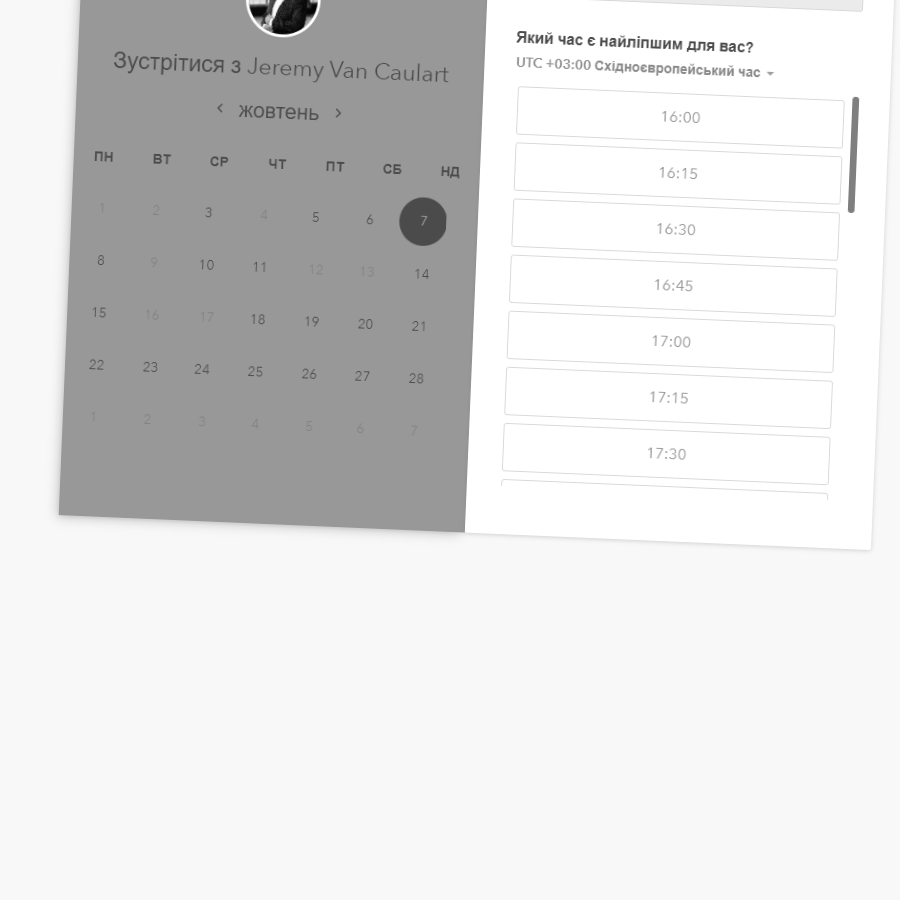 Зустрітися з Jeremy Van Caulart
жовтень
ПН ВТ СР ЧТ ПТ СБ НД
1 2 3 4 5 6 7
8 9 10 11 12 13 14
15 16 17 18 19 20 21
22 23 24 25 26 27 28
1 2 3 4 5 6 7
Який час є найліпшим для вас?
UTC +03:00 Східноєвропейський час
16:00
16:15
16:30
16:45
17:00
17:15
17:30